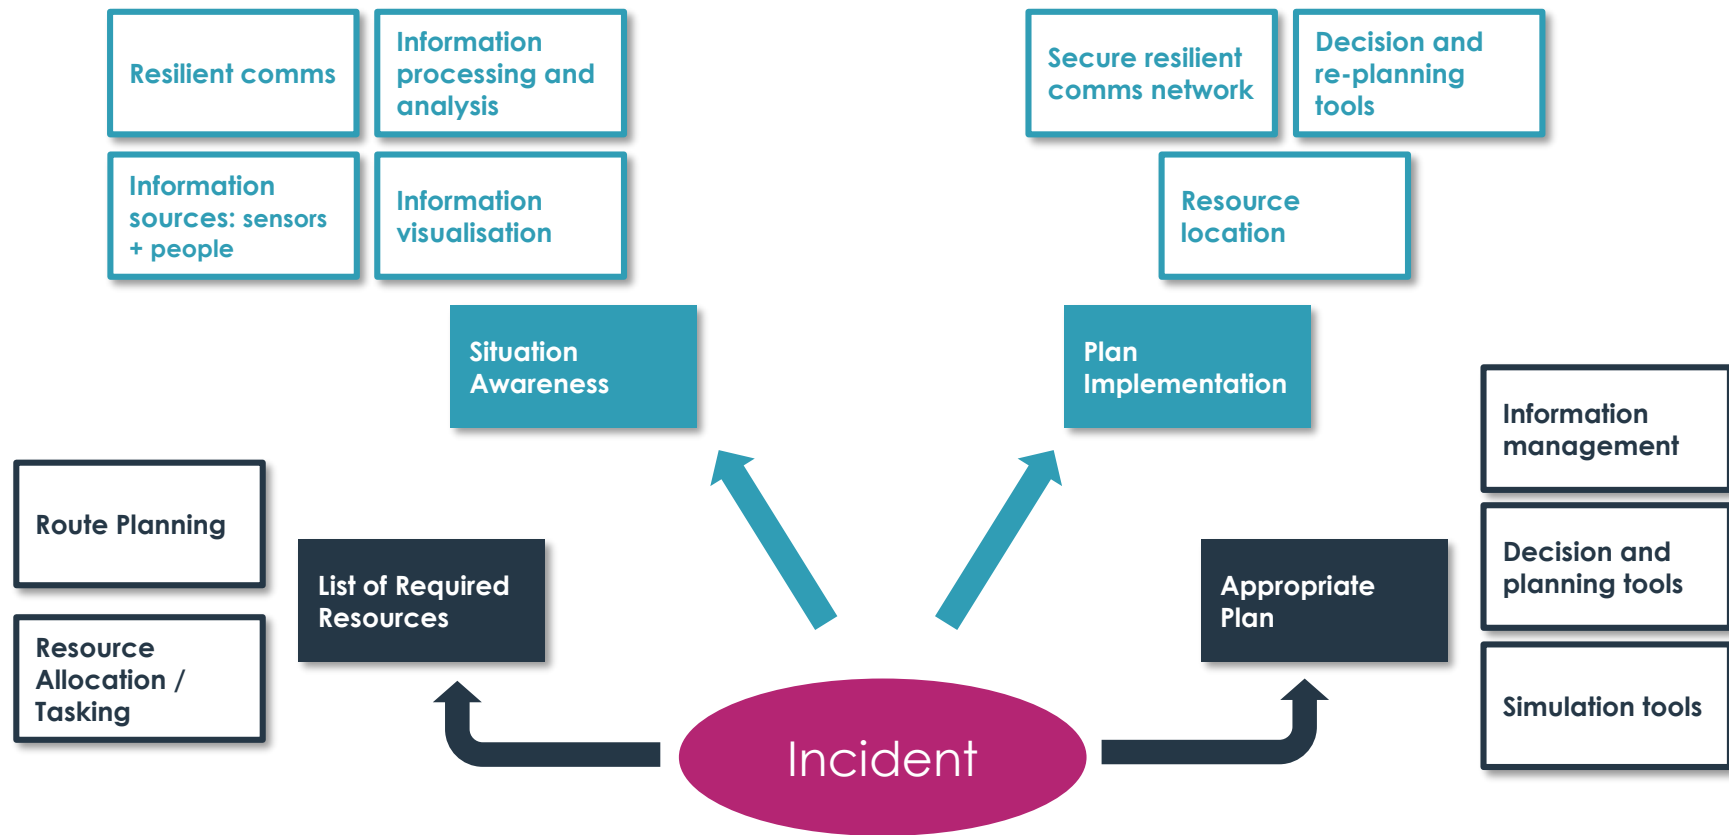 Resilient comms
Information
processing and
analysis
Information
sources: sensors
+ people
Information
visualisation
Secure resilient
comms network
Decision and
re-planning
tools
Resource
location
Situation
Awareness
Plan
Implementation
Route Planning
Resource
Allocation /
Tasking
List of Required
Resources
Appropriate
Plan
Information
management
Decision and
planning tools
Simulation tools
Incident